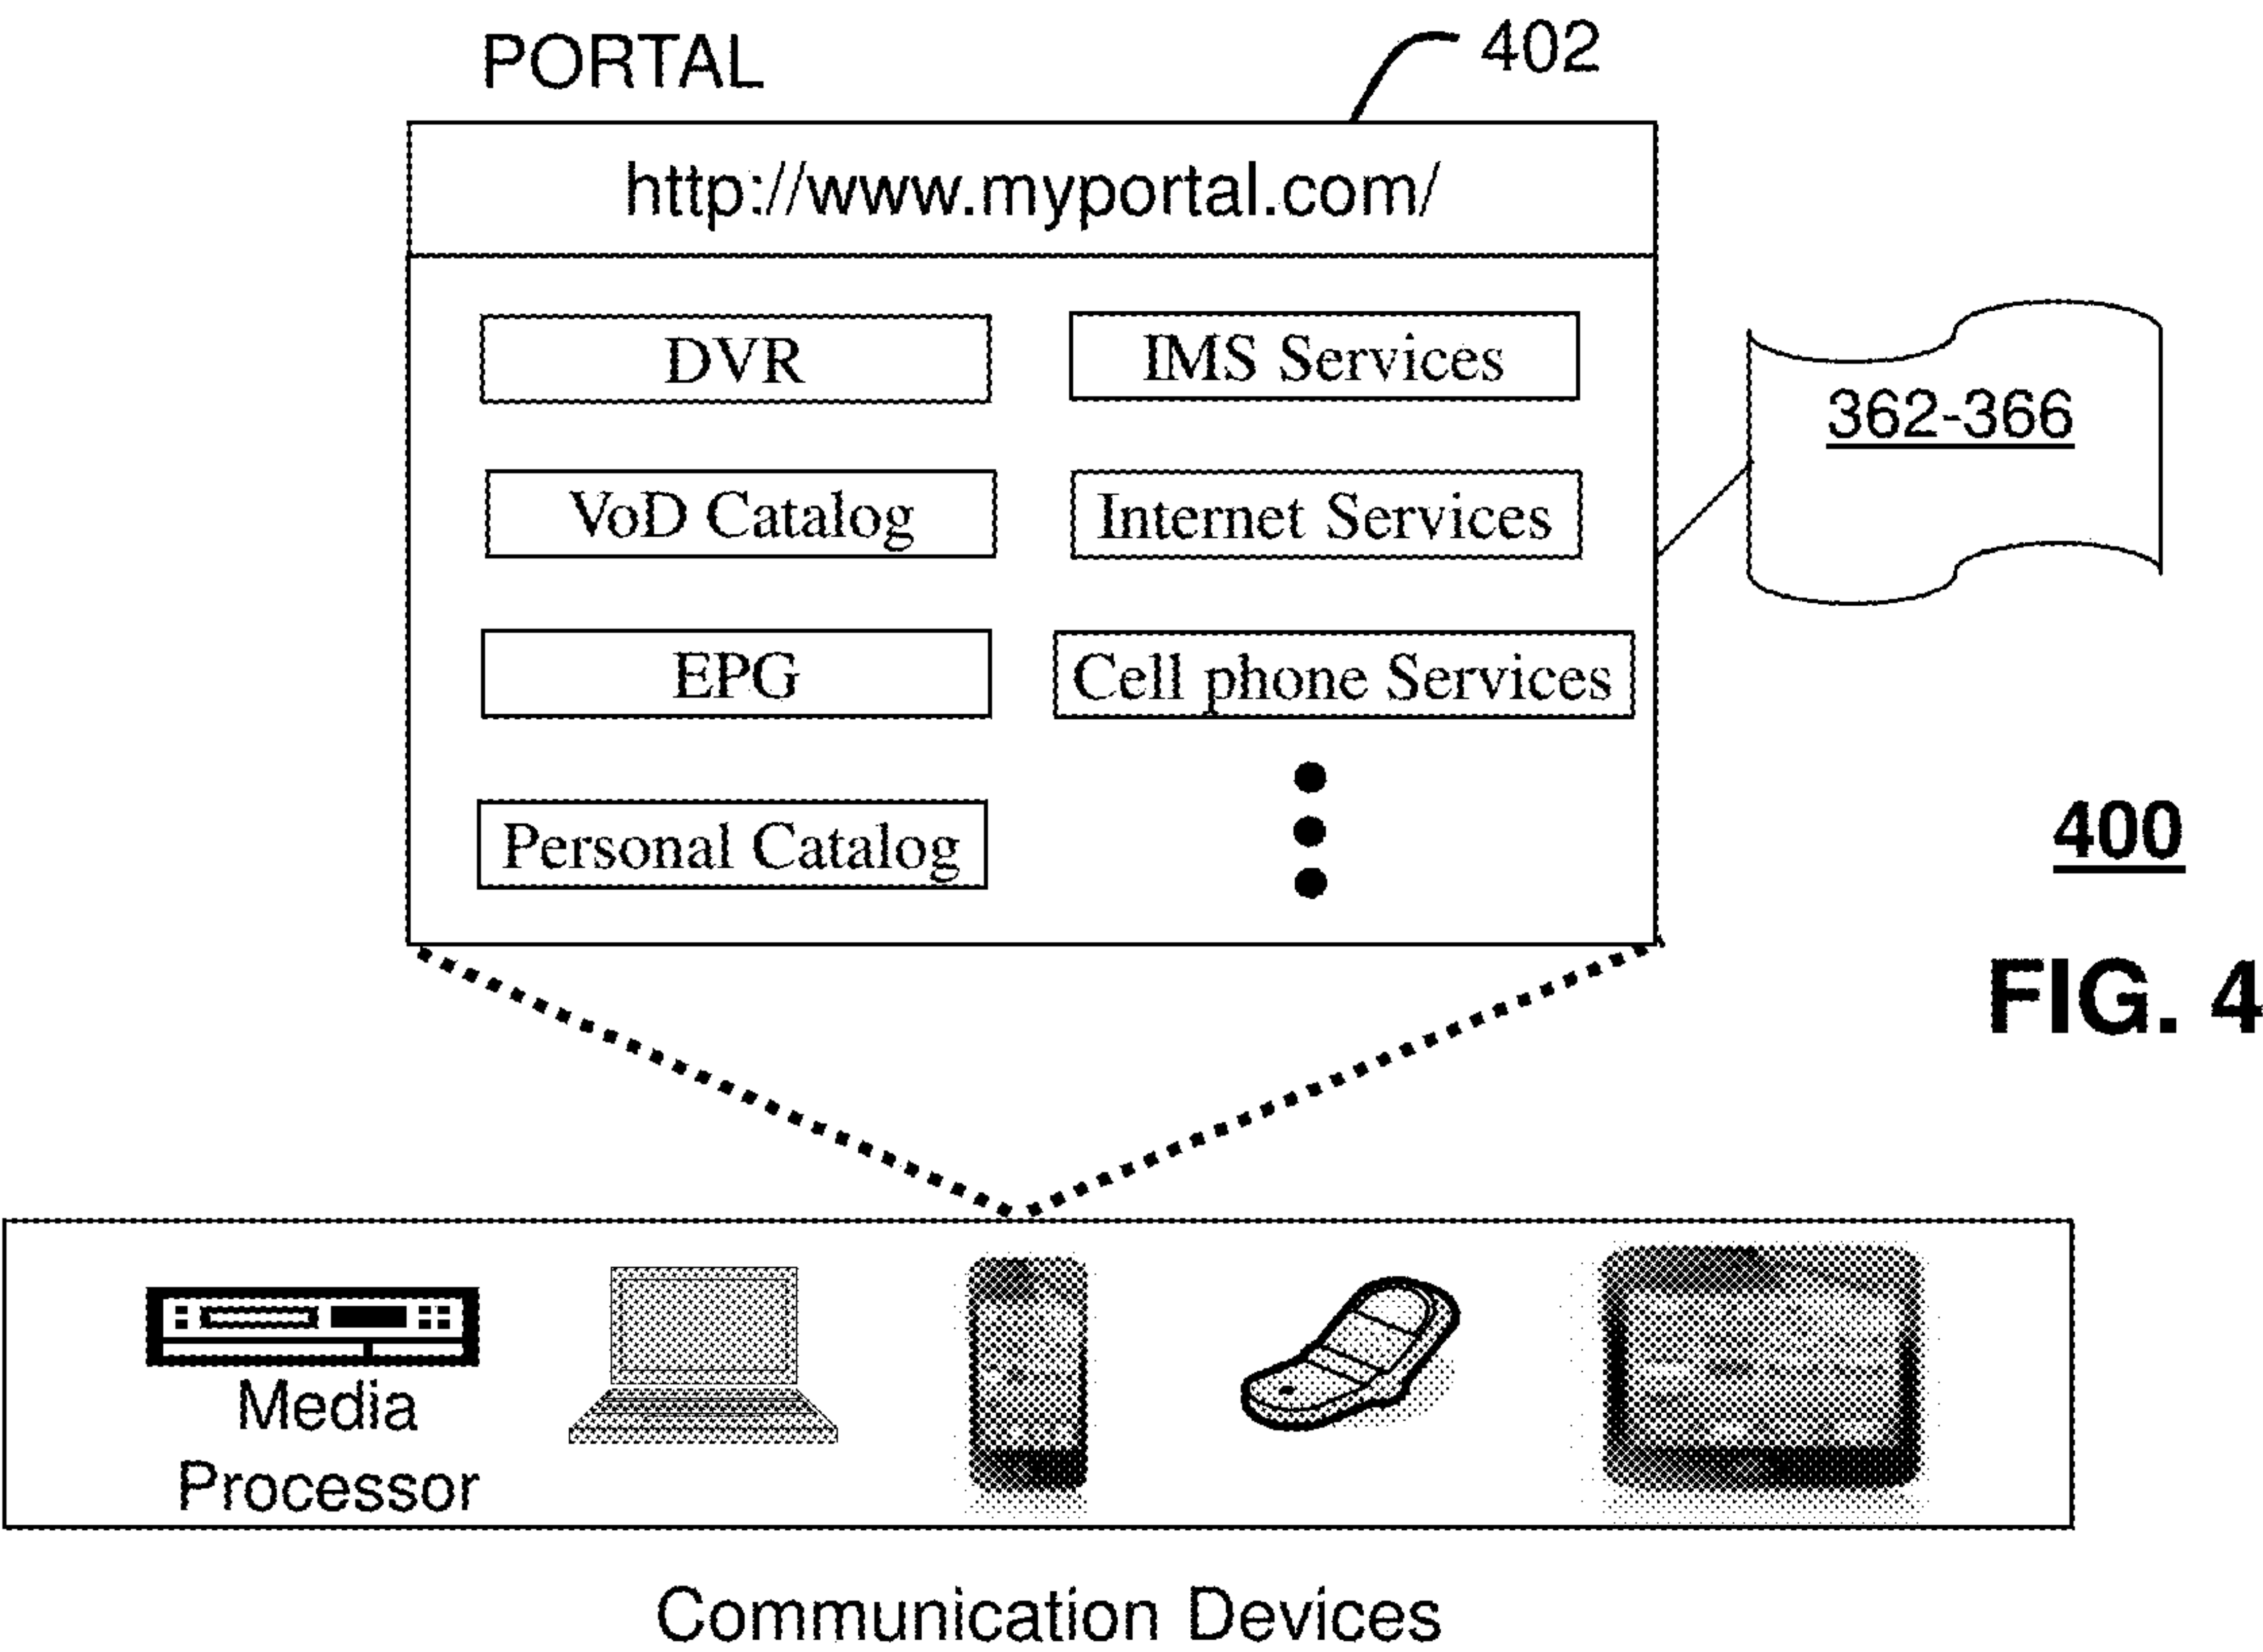 PORTAL
402
http://www.myportal.com/
DVR
IMS Services
362-366
VoD Catalog
Internet Services
EPG
Cell phone Services
Personal Catalog
400
FIG. 4
Media
Processor
Communication Devices